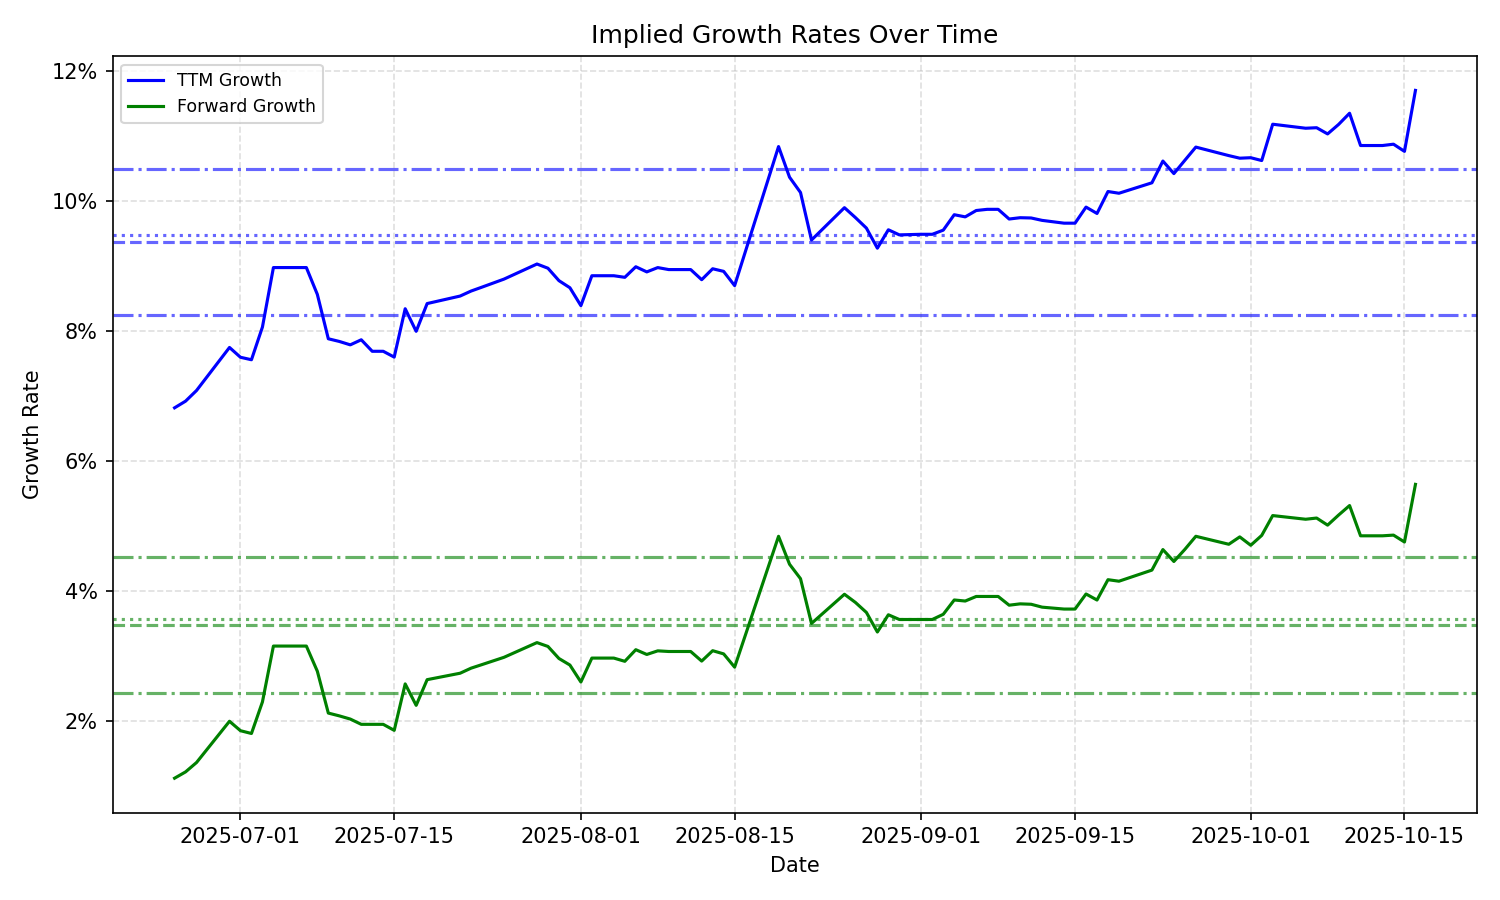 Implied Growth Rates Over Time
TTM Growth
Forward Growth
12%
10%
8%
6%
4%
2%
Growth Rate
2025-07-01
2025-07-15
2025-08-01
2025-08-15
2025-09-01
2025-09-15
2025-10-01
2025-10-15
Date